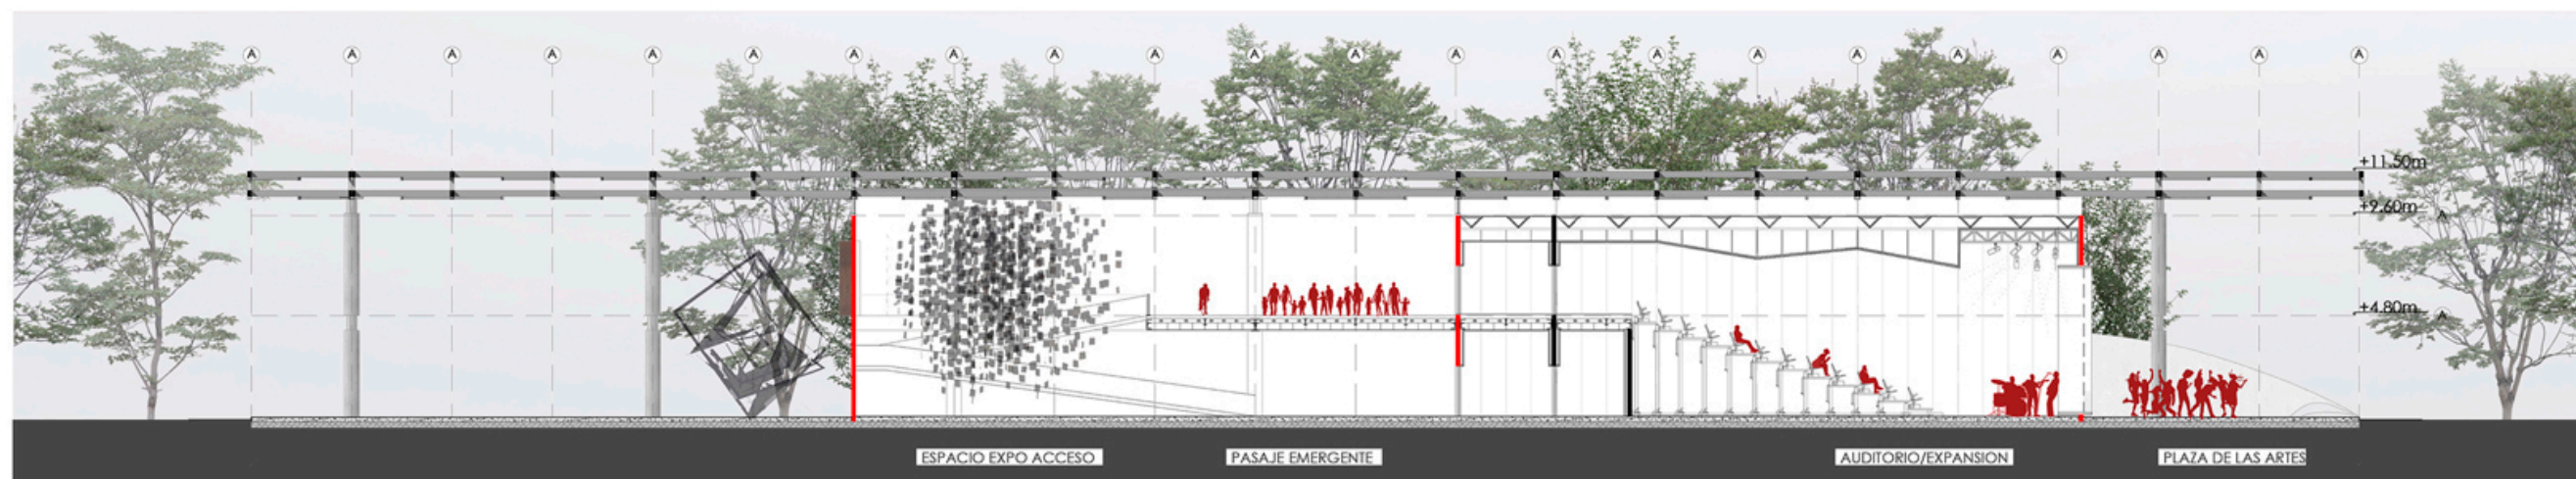 A A A A A A A A A A A A A A A A A A A A A A
+11.50m
+9.60m
A
+4.80m
A
ESPACIO EXPO ACCESO PASAJE EMERGENTE AUDITORIO/EXPANSION PLAZA DE LAS ARTES